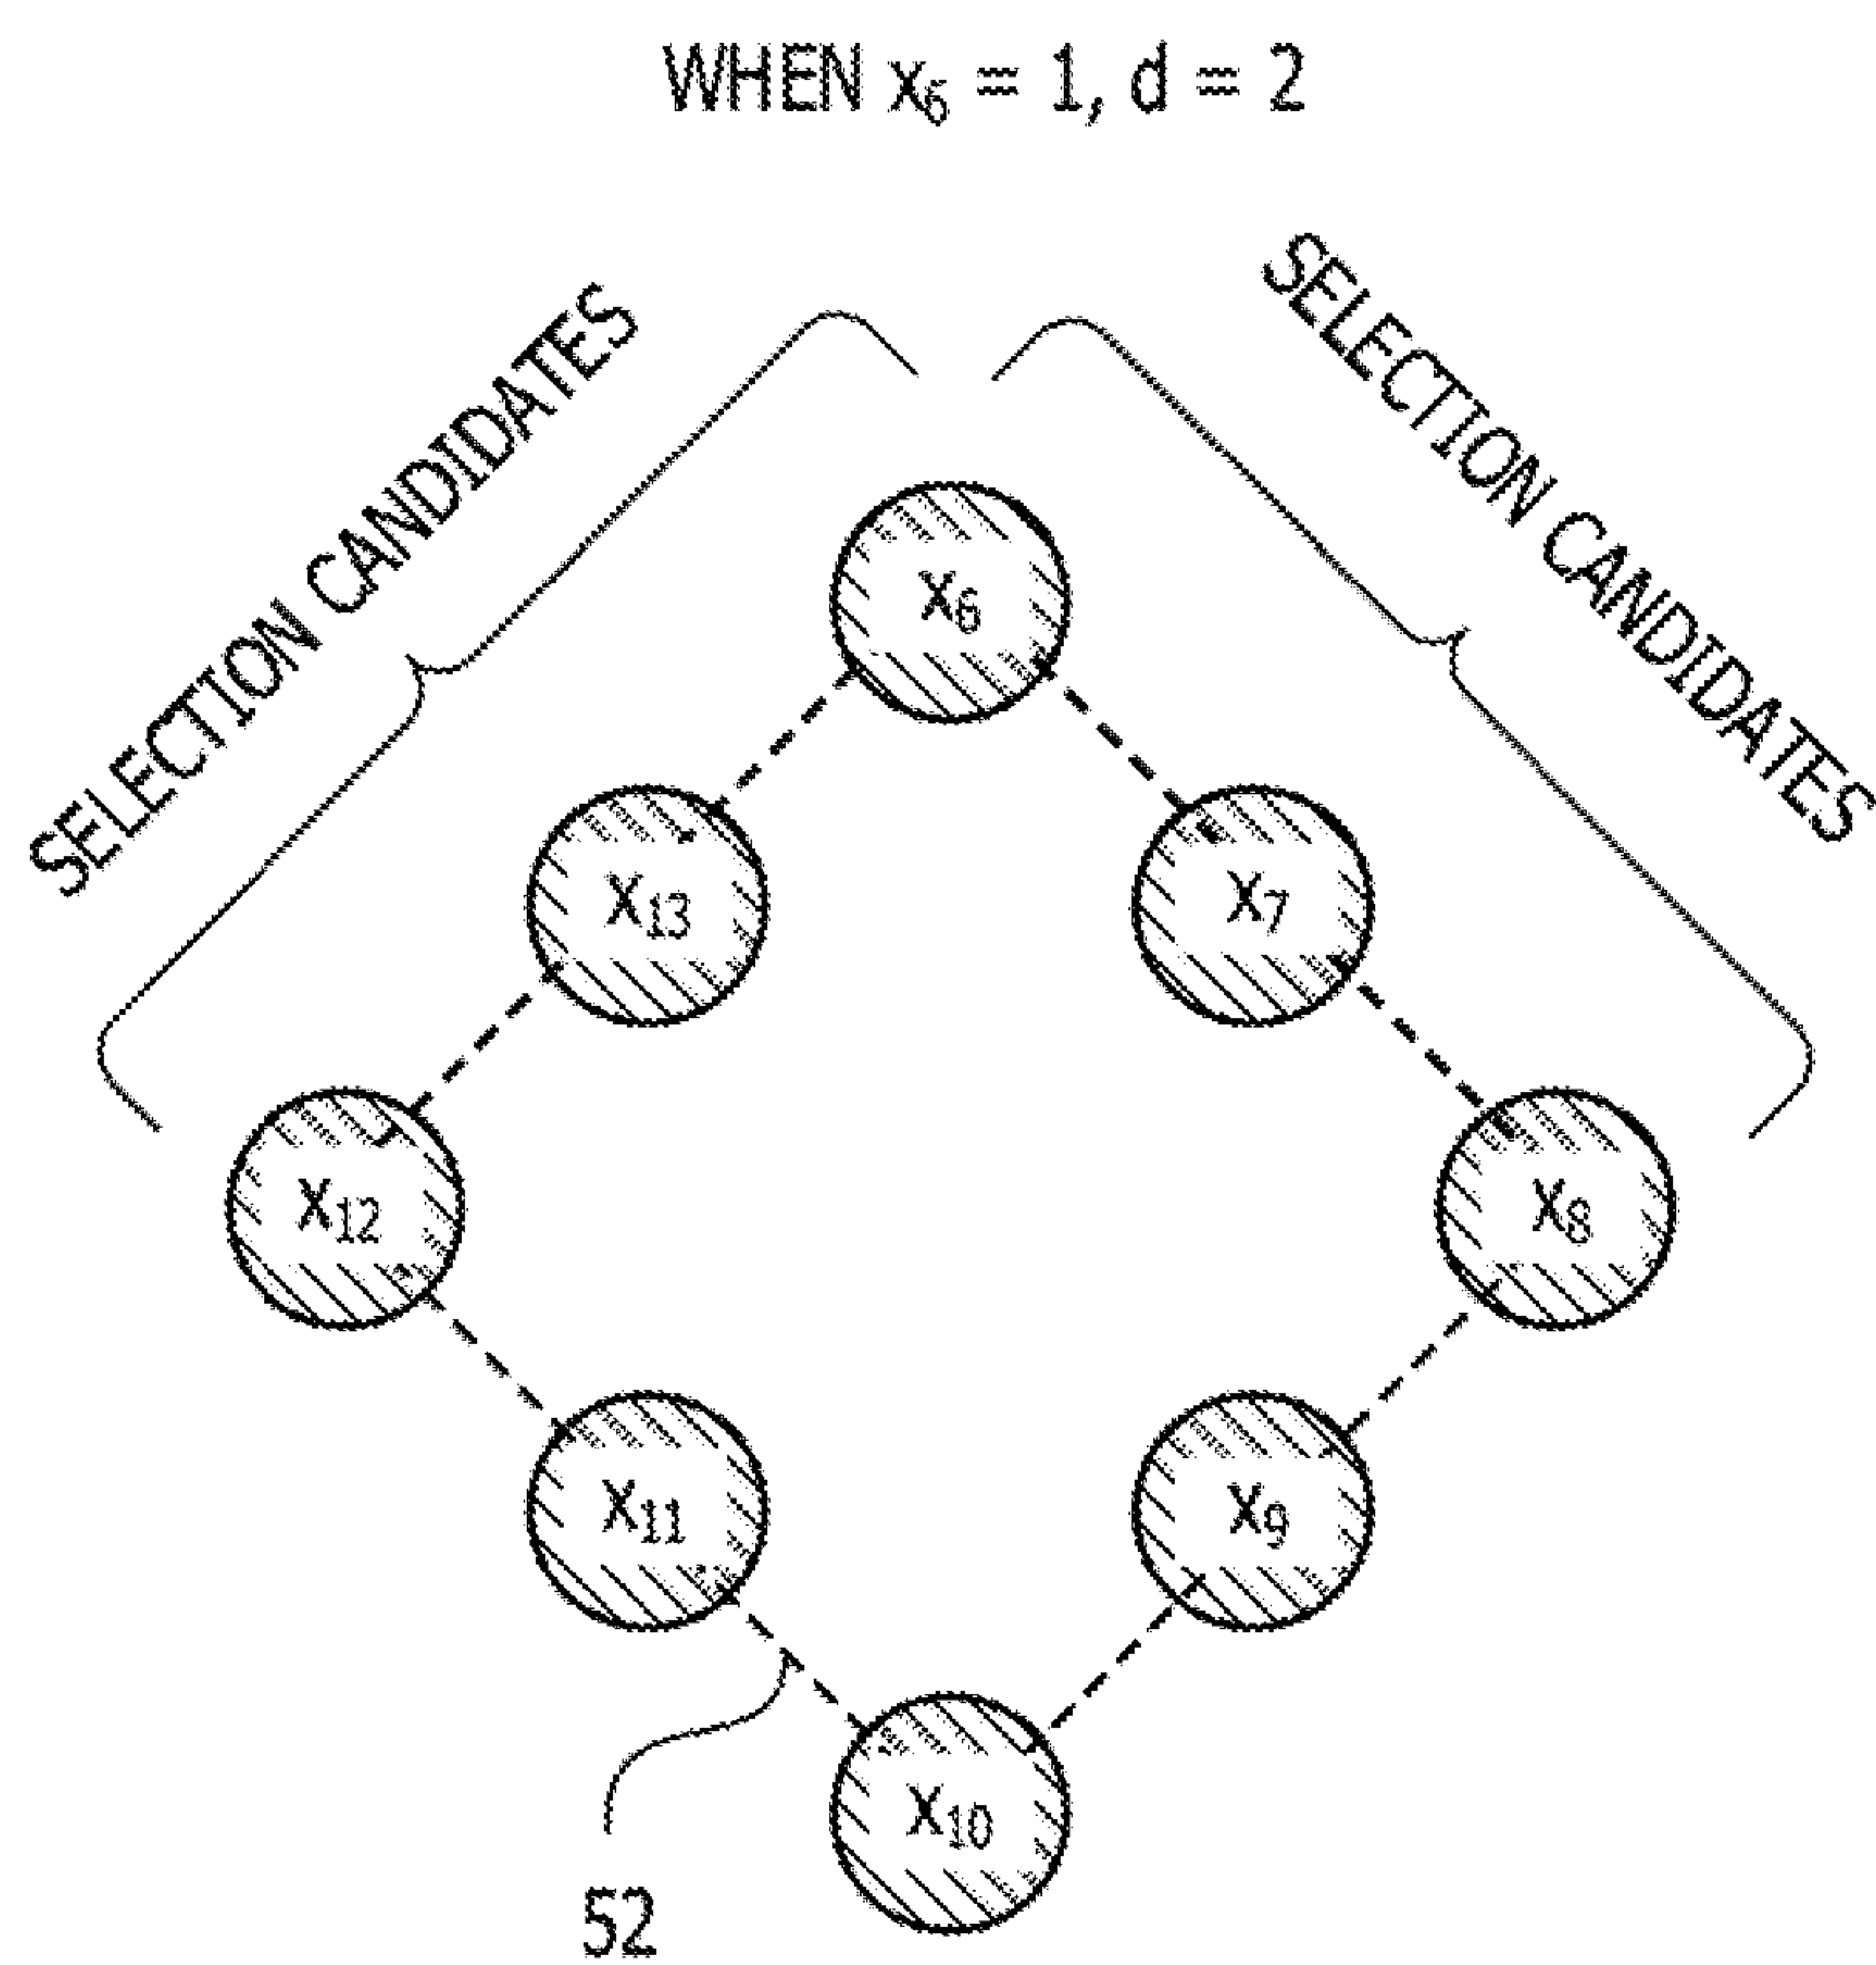 WHEN x₆ = 1, d = 2
SELECTION CANDIDATES
SELECTION CANDIDATES
x₆
x₁₃
x₇
x₁₂
x₈
x₁₁
x₉
x₁₀
52